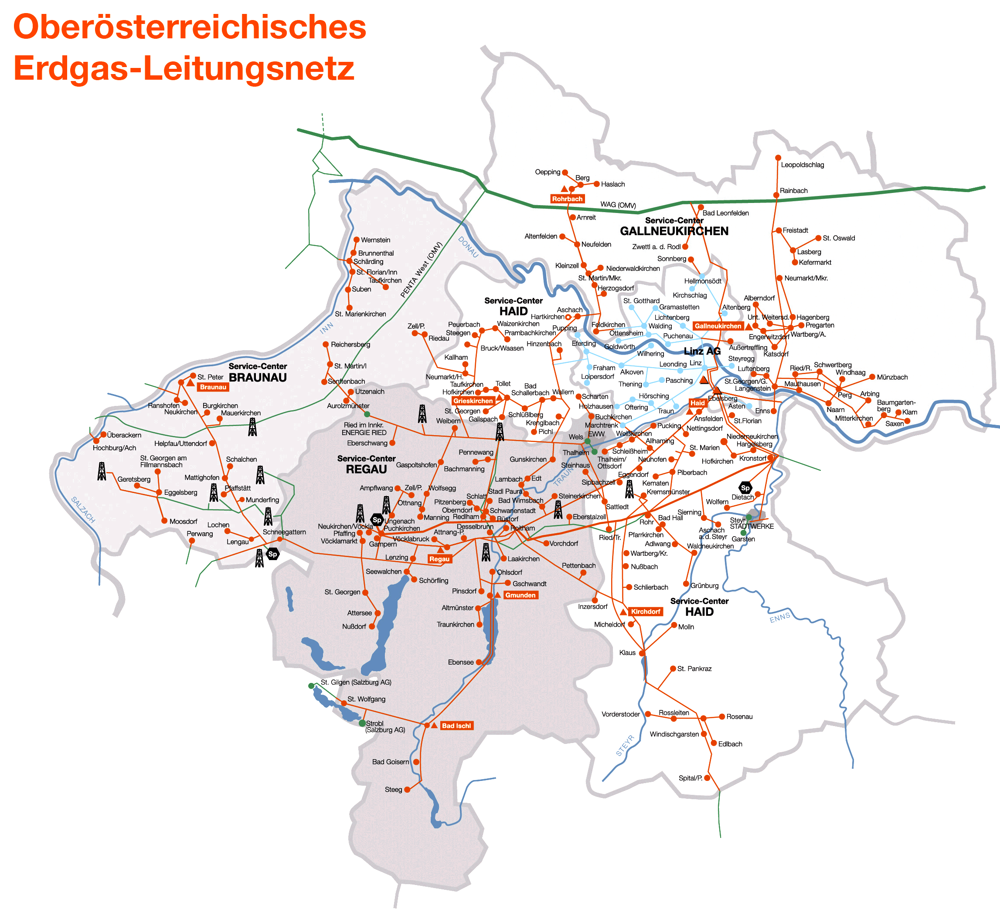 Oberösterreichisches
Erdgas-Leitungsnetz
Leopoldschlag
Oepping
Berg
Haslach
Rohrbach
Rainbach
WAG (OMV)
Bad Leonfelden
Arnreit
Service-Center
GALLNEUKIRCHEN
Freistadt
St. Oswald
Altenfelden
Neufelden
Zwettl a. d. Rodl
Lasberg
Wernstein
DONAU
PENTA West (OMV)
Brunnenthal
Schärding
Sonnberg
Kefermarkt
Kleinzell
Niederwaldkirchen
St. Florian/Inn
Taufkirchen
St. Martin/Mkr.
Hellmonsödt
Neumarkt/Mkr.
Suben
Herzogsdorf
Kirchschlag
Service-Center
HAID
St. Gotthard
Gramastetten
Altenberg
Alberndorf
St. Marienkirchen
Aschach
Hartkirchen
Lichtenberg
Unt. Weitersd.
Hagenberg
INN
Zell/P.
Riedau
Peuerbach
Steegen
Waizenkirchen
Prambachkirchen
Pupping
Feldkirchen
Walding
Gallneukirchen
Pregarten
Wartberg/A.
Ottensheim
Puchenau
Engerwitzdorf
Reichersberg
Bruck/Waasen
Hinzenbach
Eferding
Goldwörth
Wilhering
Linz AG
Außertreffling
Katsdorf
Kallham
St. Martin/I
Service-Center
BRAUNAU
Neumarkt/H.
Fraham
Alkoven
Leonding
Linz
Steyregg
Luftenberg
Ried/R.
Schwertberg
Windhaag
Münzbach
St. Peter
Braunau
Senftenbach
Taufkirchen
Hofkirchen
Tollet
Loipersdorf
Thening
Pasching
St.Georgen/G.
Langenstein
Mauthausen
Utzenaich
Grieskirchen
Bad
Schallerbach
Wallern
Scharten
Hörsching
Haid
Ebelsberg
Perg
Arbing
Ranshofen
Neukirchen
Burgkirchen
Mauerkirchen
Aurolzmünster
St. Georgen
Gallspach
Schlüßlberg
Holzhausen
Oftering
Traun
Asten
Enns
Naarn
Baumgarten-
berg
Klam
Weibern
Krenglbach
Pichl
Buchkirchen
Marchtrenk
Ansfelden
St.Florian
Mitterkirchen
Saxen
Ried im Innkr.
ENERGIE RIED
Pucking
Nettingsdorf
Überackern
Hochburg/Ach
Helpfau/Uttendorf
Eberschwang
Wels
EWW
Weißkirchen
Allhaming
Niederneukirchen
Hargelsberg
St. Georgen am
Fillmannsbach
Schalchen
Service-Center
REGAU
Pennewang
Bachmanning
Gunskirchen
Thalheim
Schleißheim
Thalheim/
Ottsdorf
Neuhofen
St. Marien
Hofkirchen
Kronstorf
Gaspoltshofen
Steinhaus
Geretsberg
Mattighofen
Lambach
Edt
TRAUN
Sipbachzell
Eggendorf
Piberbach
Kematen
Sp
Eggelsberg
Pfaffstätt
Munderfing
Ampflwang
Zell/P.
Wolfsegg
Ottnang
Schlatt
Pitzenberg
Oberndorf
Stadl Paura
Bad Wimsbach
Steinerkirchen
Kremsmünster
Dietach
Wolfern
SALZACH
Sattledt
Sierning
Moosdorf
Lochen
Sp
Ungenach
Manning
Redlham
Schwanenstadt
Rüstorf
Eberstalzell
Rohr
Bad Hall
Steyr
STADTWERKE
Perwang
Lengau
Schneegattern
Neukirchen/Vöckla
Puchkirchen
Pfaffing
Vöcklamarkt
Gampern
Vöcklabruck
Attnang-P.
Desselbrunn
Roitham
Ried/Tr.
Pfarrkirchen
Aschach
a.d. Steyr
Garsten
Vorchdorf
Adlwang
Waldneukirchen
Sp
Lenzing
Regau
Laakirchen
Wartberg/Kr.
Seewalchen
Schörfling
Ohlsdorf
Pettenbach
Nußbach
St. Georgen
Gschwandt
Pinsdorf
Gmunden
Schlierbach
Grünburg
Inzersdorf
Service-Center
HAID
Attersee
Altmünster
Kirchdorf
ENNS
Nußdorf
Traunkirchen
Micheldorf
Molln
Klaus
Ebensee
St. Pankraz
St. Gilgen (Salzburg AG)
St. Wolfgang
Strobl
(Salzburg AG)
Bad Ischl
Vorderstoder
Rossleiten
Rosenau
Windischgarsten
Edlbach
STEYR
Bad Goisern
Spital/P.
Steeg